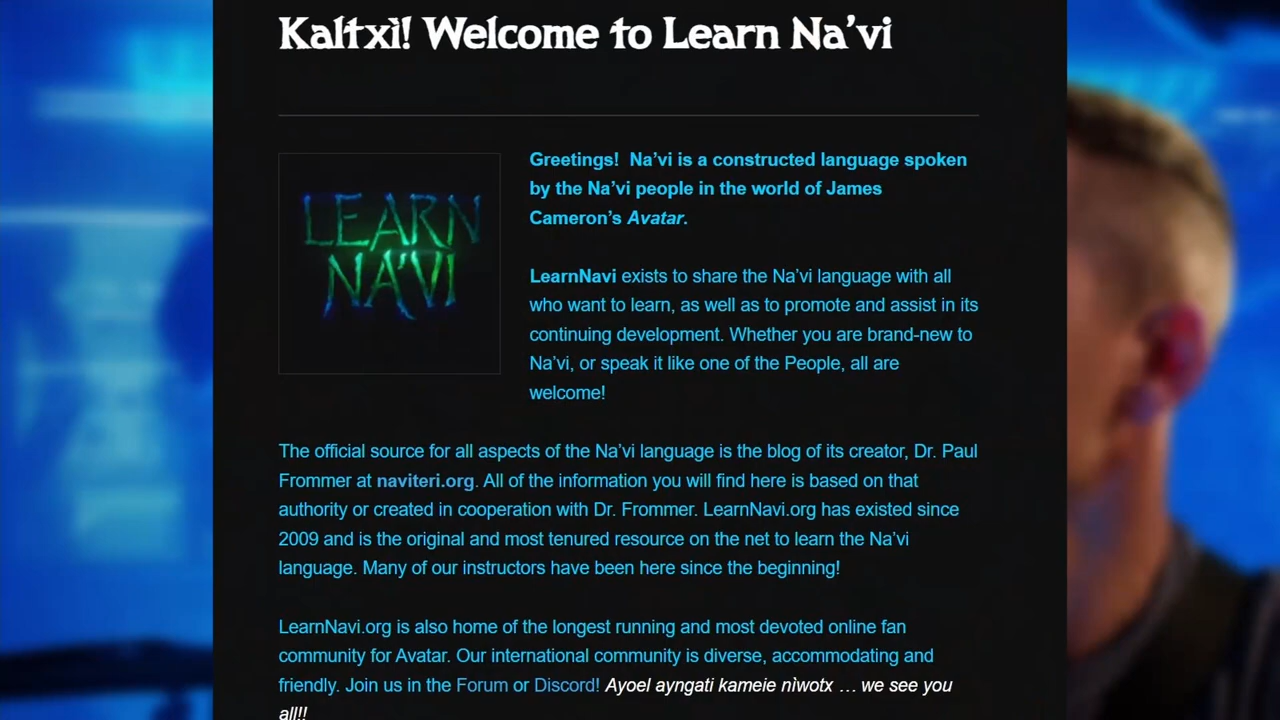 Kaltxì! Welcome to Learn Na’vi
LEARN
NA'VI
Greetings!  Na’vi is a constructed language spoken
by the Na’vi people in the world of James
Cameron’s Avatar.
LearnNavi exists to share the Na’vi language with all
who want to learn, as well as to promote and assist in its
continuing development. Whether you are brand-new to
Na’vi, or speak it like one of the People, all are
welcome!
The official source for all aspects of the Na’vi language is the blog of its creator, Dr. Paul
Frommer at naviteri.org. All of the information you will find here is based on that
authority or created in cooperation with Dr. Frommer. LearnNavi.org has existed since
2009 and is the original and most tenured resource on the net to learn the Na’vi
language. Many of our instructors have been here since the beginning!
LearnNavi.org is also home of the longest running and most devoted online fan
community for Avatar. Our international community is diverse, accommodating and
friendly. Join us in the Forum or Discord! Ayoel ayngati kameie nìwotx … we see you
all!!